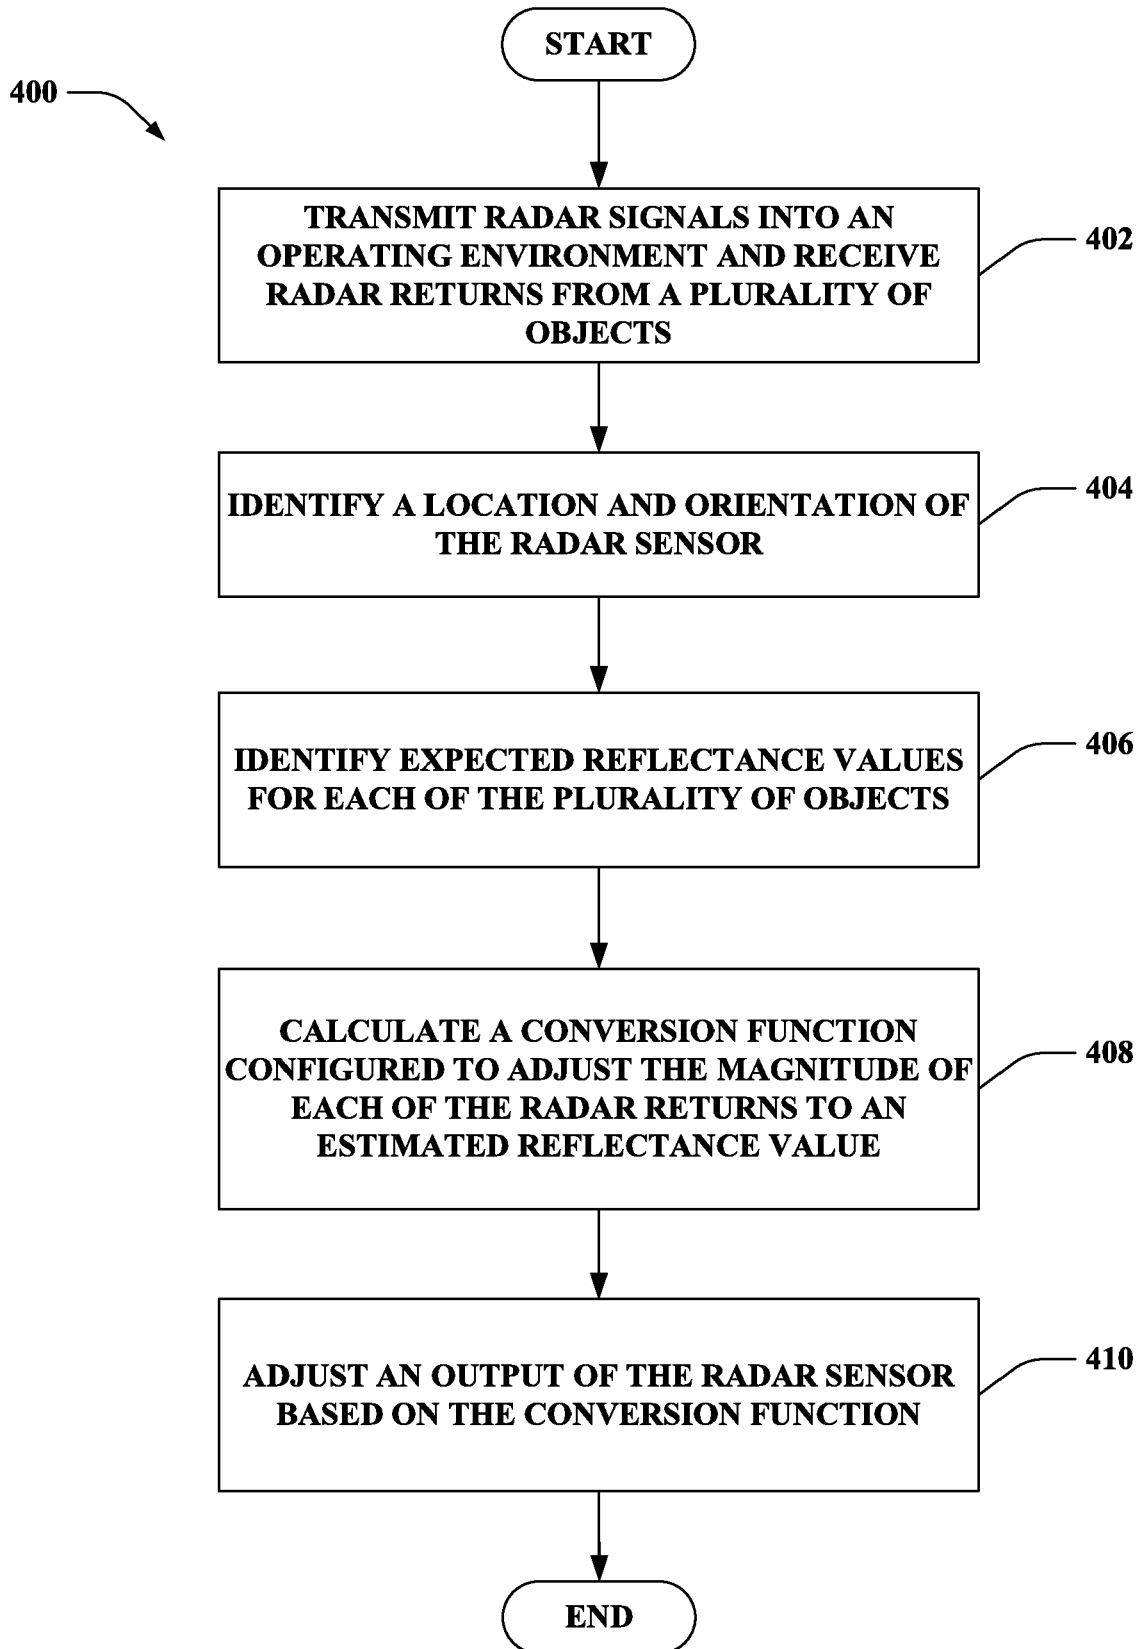 START
400
TRANSMIT RADAR SIGNALS INTO AN
OPERATING ENVIRONMENT AND RECEIVE
RADAR RETURNS FROM A PLURALITY OF
OBJECTS
402
IDENTIFY A LOCATION AND ORIENTATION OF
THE RADAR SENSOR
404
IDENTIFY EXPECTED REFLECTANCE VALUES
FOR EACH OF THE PLURALITY OF OBJECTS
406
CALCULATE A CONVERSION FUNCTION
CONFIGURED TO ADJUST THE MAGNITUDE OF
EACH OF THE RADAR RETURNS TO AN
ESTIMATED REFLECTANCE VALUE
408
ADJUST AN OUTPUT OF THE RADAR SENSOR
BASED ON THE CONVERSION FUNCTION
410
END